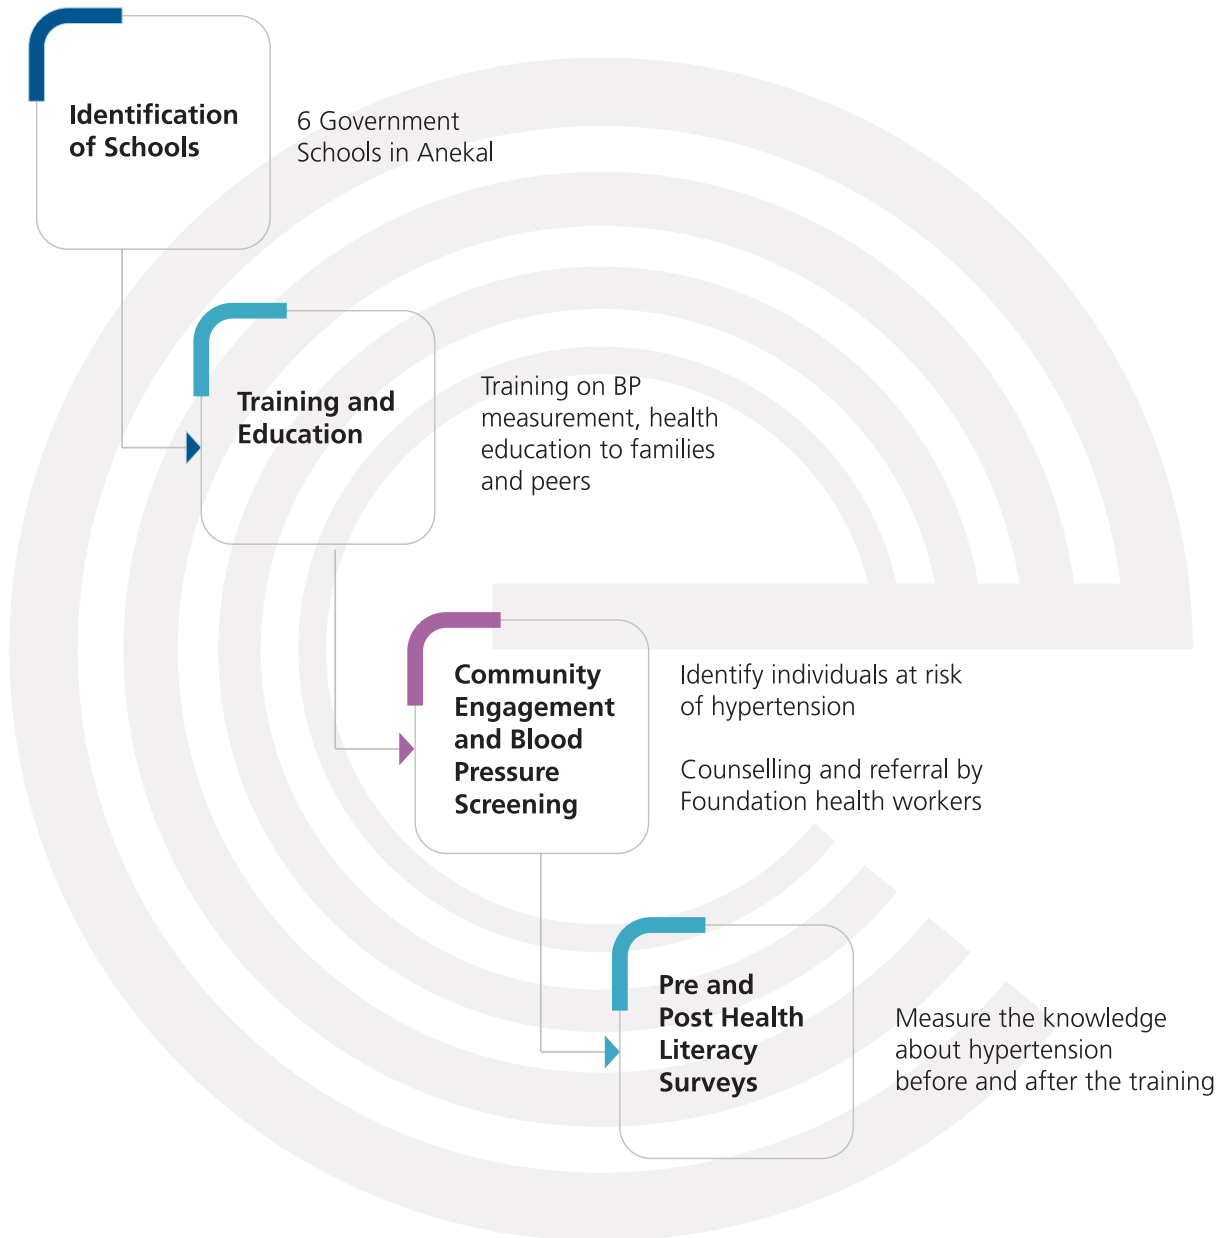 Identification
of Schools
6 Government
Schools in Anekal
Training and
Education
Training on BP
measurement, health
education to families
and peers
Community
Engagement
and Blood
Pressure
Screening
Identify individuals at risk
of hypertension
Counselling and referral by
Foundation health workers
Pre and
Post Health
Literacy
Surveys
Measure the knowledge
about hypertension
before and after the training